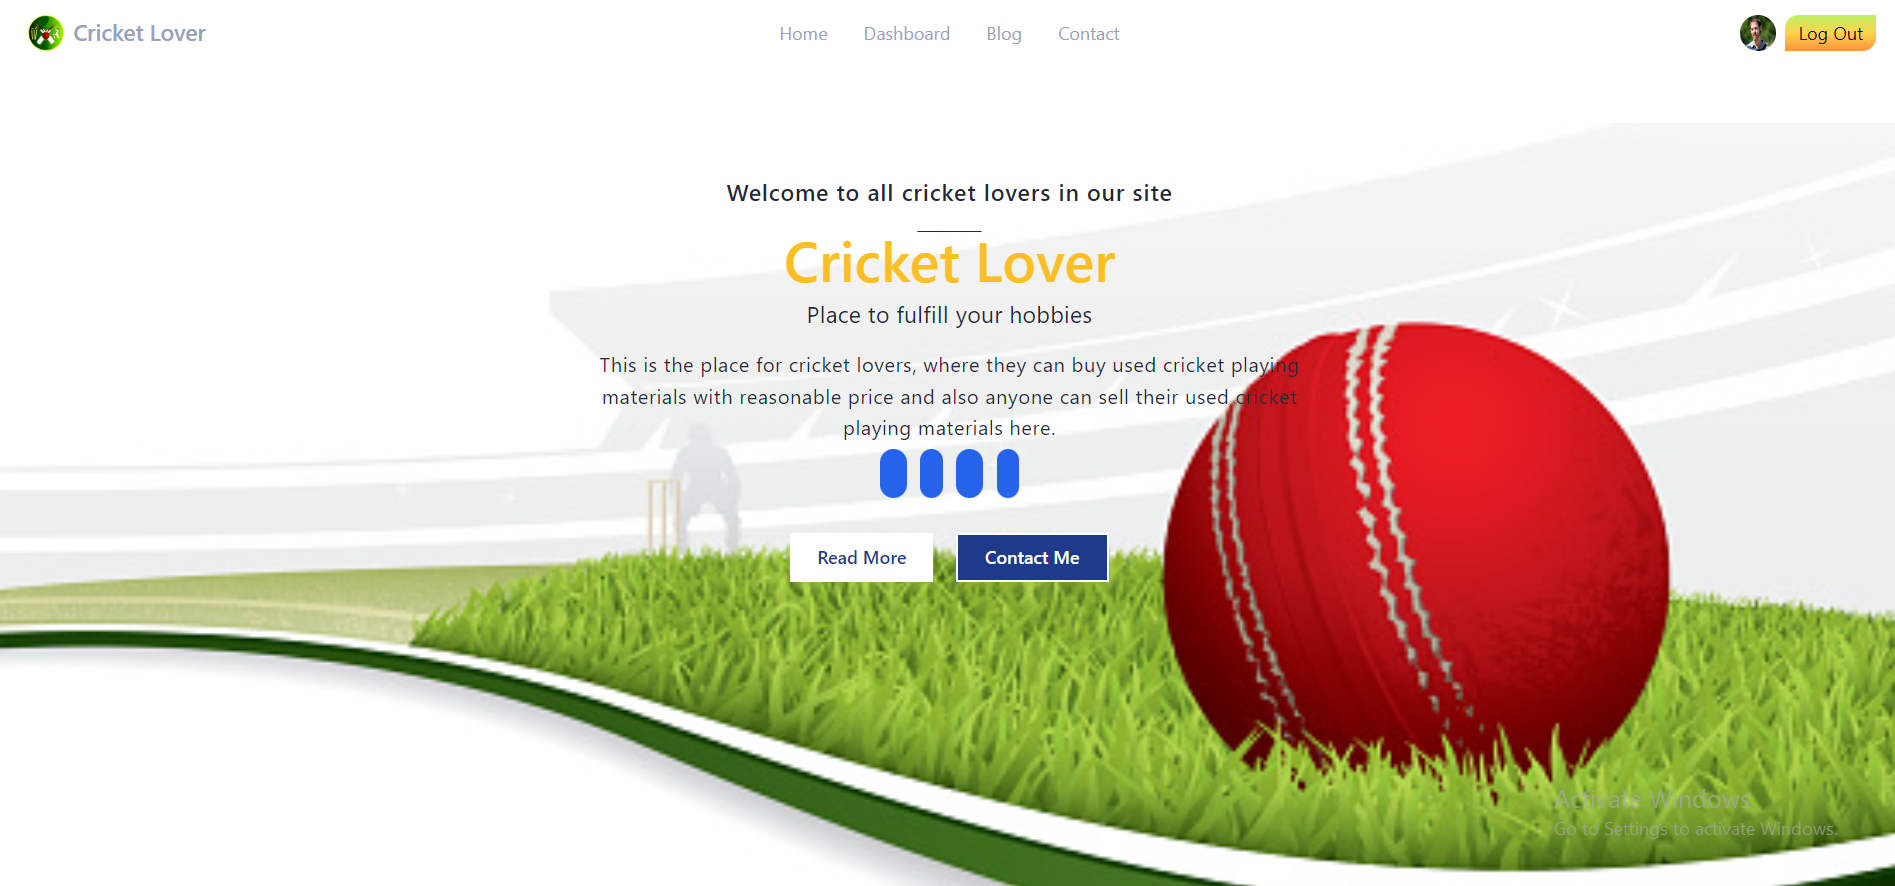 Cricket Lover
Home
Dashboard
Blog
Contact
Log Out
Welcome to all cricket lovers in our site
Cricket Lover
Place to fulfill your hobbies
This is the place for cricket lovers, where they can buy used cricket playing
materials with reasonable price and also anyone can sell their used cricket
playing materials here.
Read More
Contact Me
Activate Windows
Go to Settings to activate Windows.